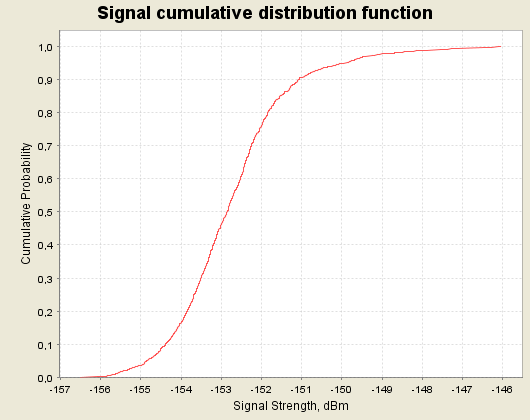 Signal cumulative distribution function
1,0
0,9
0,8
0,7
0,6
0,5
0,4
0,3
0,2
0,1
0,0
Cumulative Probability
-157 -156 -155 -154 -153 -152 -151 -150 -149 -148 -147 -146
Signal Strength, dBm